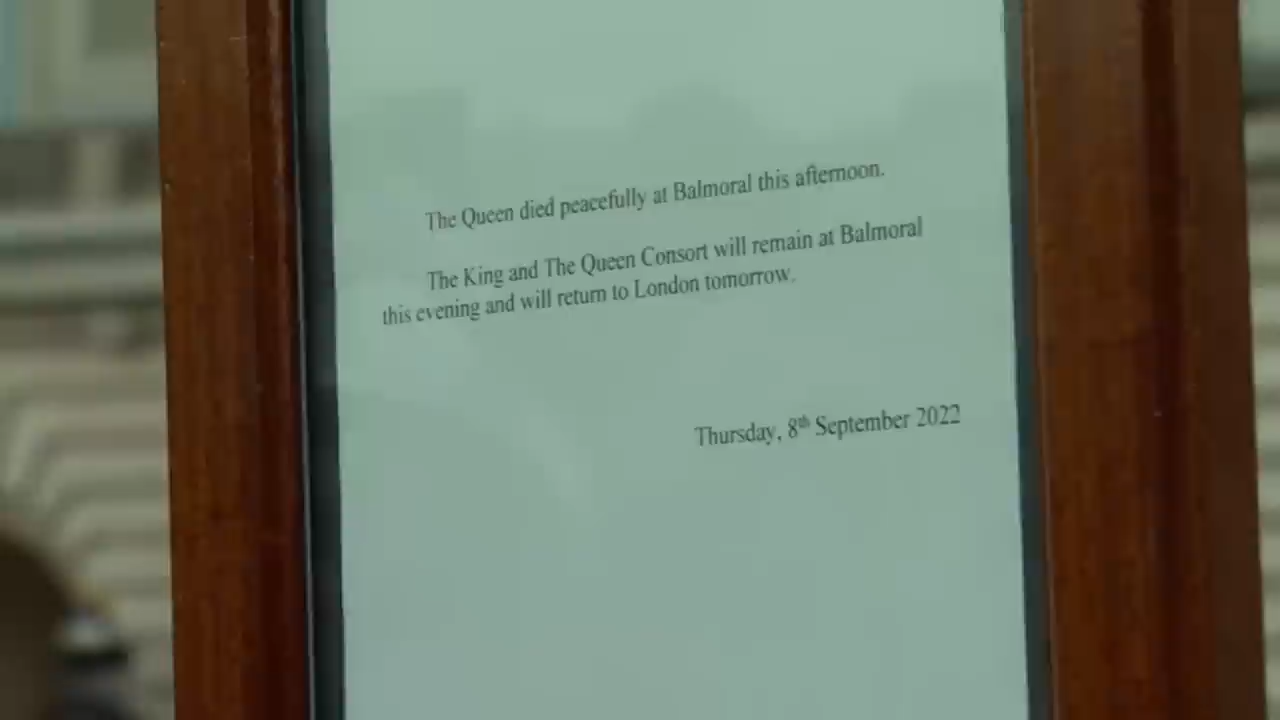 The Queen died peacefully at Balmoral this afternoon.
The King and The Queen Consort will remain at Balmoral
this evening and will return to London tomorrow.
Thursday, 8th September 2022